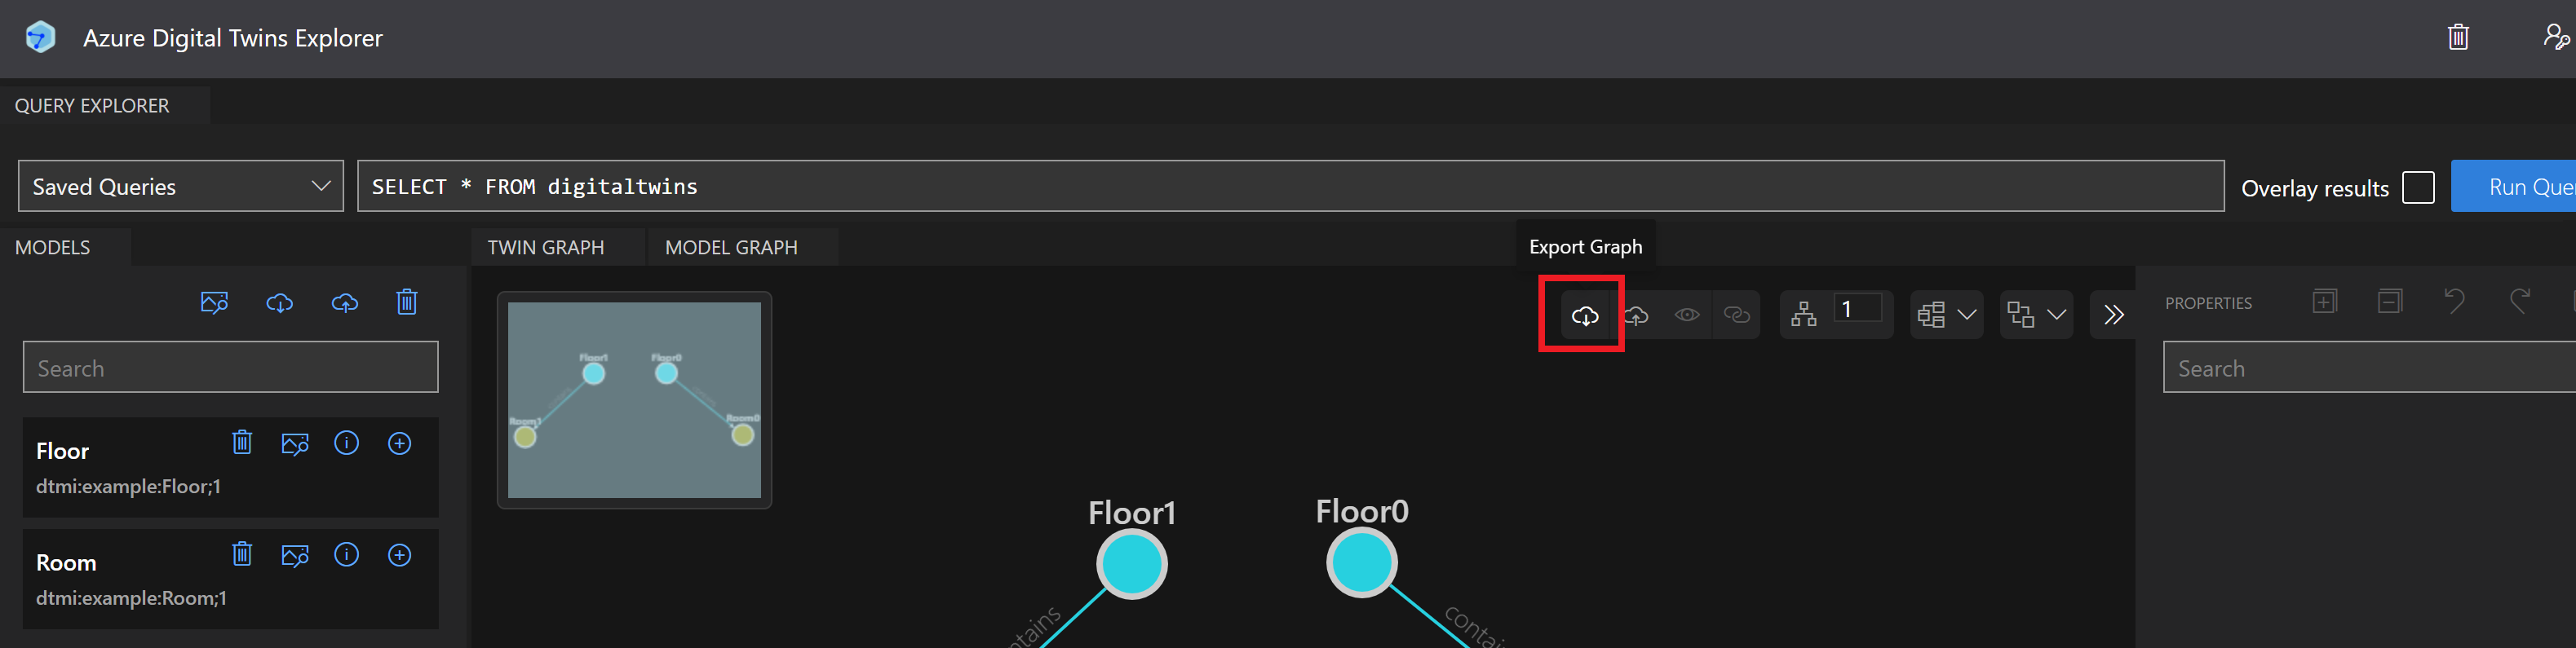 Azure Digital Twins Explorer
QUERY EXPLORER
Saved Queries
SELECT * FROM digitaltwins
Overlay results
Run Que
MODELS
TWIN GRAPH
MODEL GRAPH
Export Graph
1
PROPERTIES
Search
Search
Floor1
Floor0
Room1
Room0
Floor
dtmi:example:Floor;1
Room
dtmi:example:Room;1
Floor1
Floor0
ntains
contai